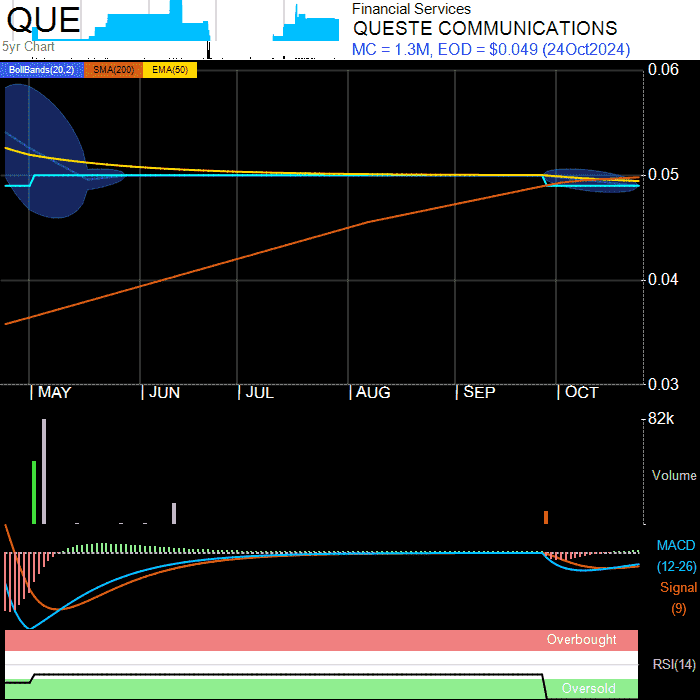 QUE
5yr Chart
Financial Services
QUESTE COMMUNICATIONS
MC = 1.3M, EOD = $0.049 (24Oct2024)
BollBands(20,2) SMA(200) EMA(50)
0.06
0.05
0.04
0.03
MAY JUN JUL AUG SEP OCT
82k
Volume
MACD
(12-26)
Signal
(9)
Overbought
RSI(14)
Oversold